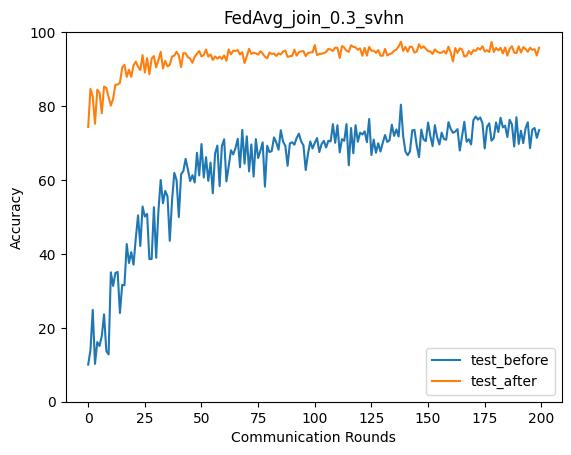 FedAvg_join_0.3_svhn
Accuracy
100
80
60
40
20
0
0 25 50 75 100 125 150 175 200
Communication Rounds
test_before
test_after